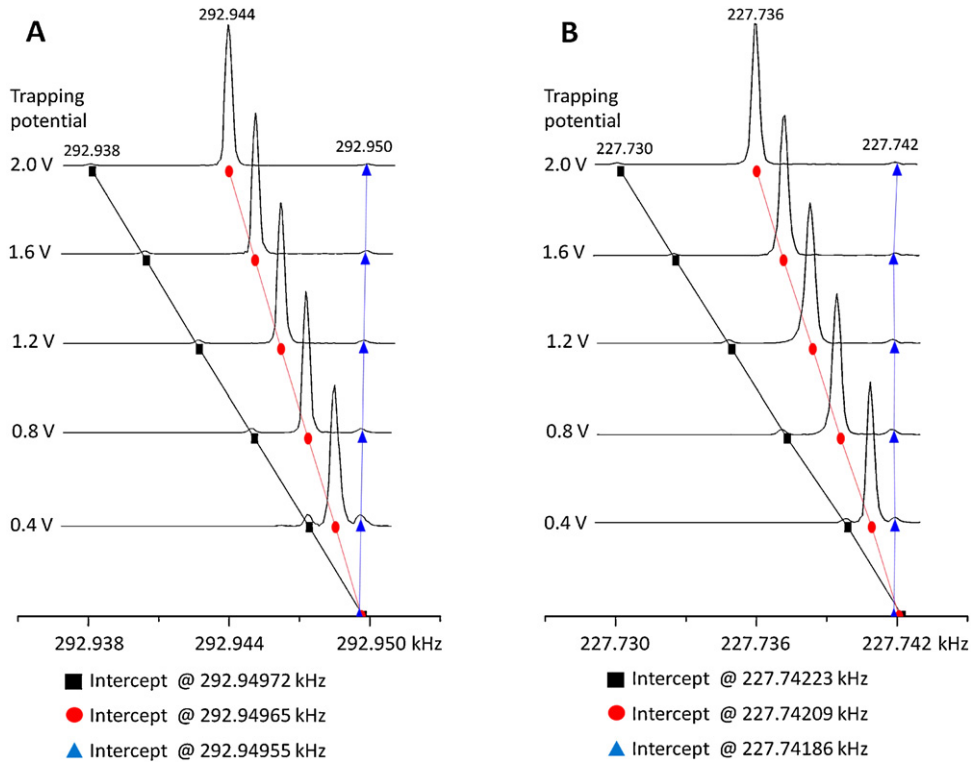 A
292.944
Trapping
potential
292.938
292.950
2.0 V
1.6 V
1.2 V
0.8 V
0.4 V
292.938
292.944
292.950 kHz
Intercept @ 292.94972 kHz
Intercept @ 292.94965 kHz
Intercept @ 292.94955 kHz
B
227.736
Trapping
potential
227.730
227.742
2.0 V
1.6 V
1.2 V
0.8 V
0.4 V
227.730
227.736
227.742 kHz
Intercept @ 227.74223 kHz
Intercept @ 227.74209 kHz
Intercept @ 227.74186 kHz